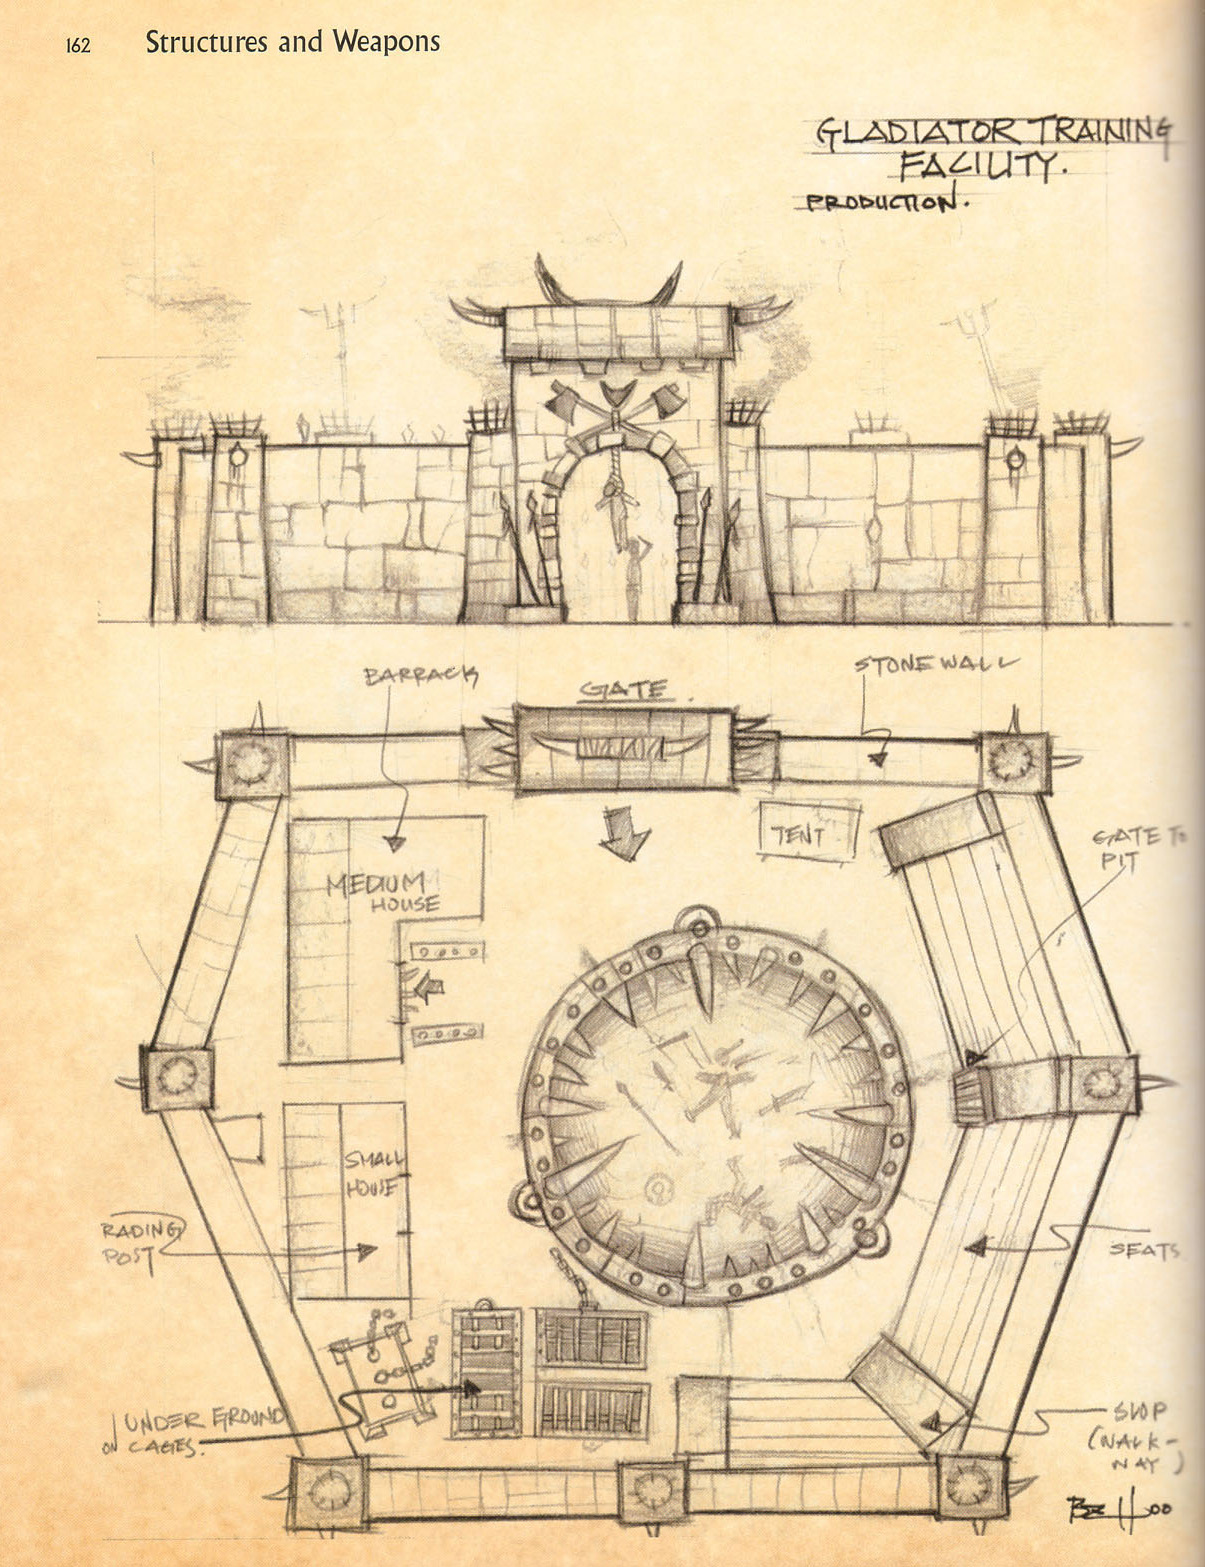 162 Structures and Weapons
GLADIATOR TRAINING
FACILITY.
PRODUCTION.
BARRACK
GATE
STONE WALL
TENT
GATE TO
PIT
MEDIUM
HOUSE
SMALL
HOUSE
RADING
POST
SEATS
UNDER GROUND
CAGES.
SLOP
(WALK-
WAY)